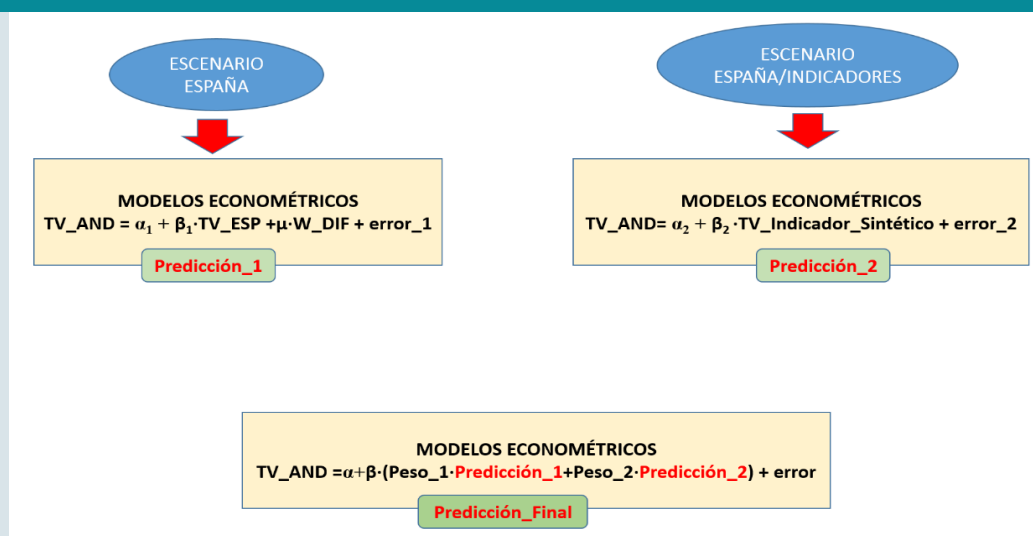 ESCENARIO
ESPAÑA
MODELOS ECONOMÉTRICOS
TV_AND = α₁ + β₁·TV_ESP +μ·W_DIF + error_1
Predicción_1
ESCENARIO
ESPAÑA/INDICADORES
MODELOS ECONOMÉTRICOS
TV_AND= α₂ + β₂ ·TV_Indicador_Sintético + error_2
Predicción_2
MODELOS ECONOMÉTRICOS
TV_AND =α+β·(Peso_1·Predicción_1+Peso_2·Predicción_2) + error
Predicción_Final